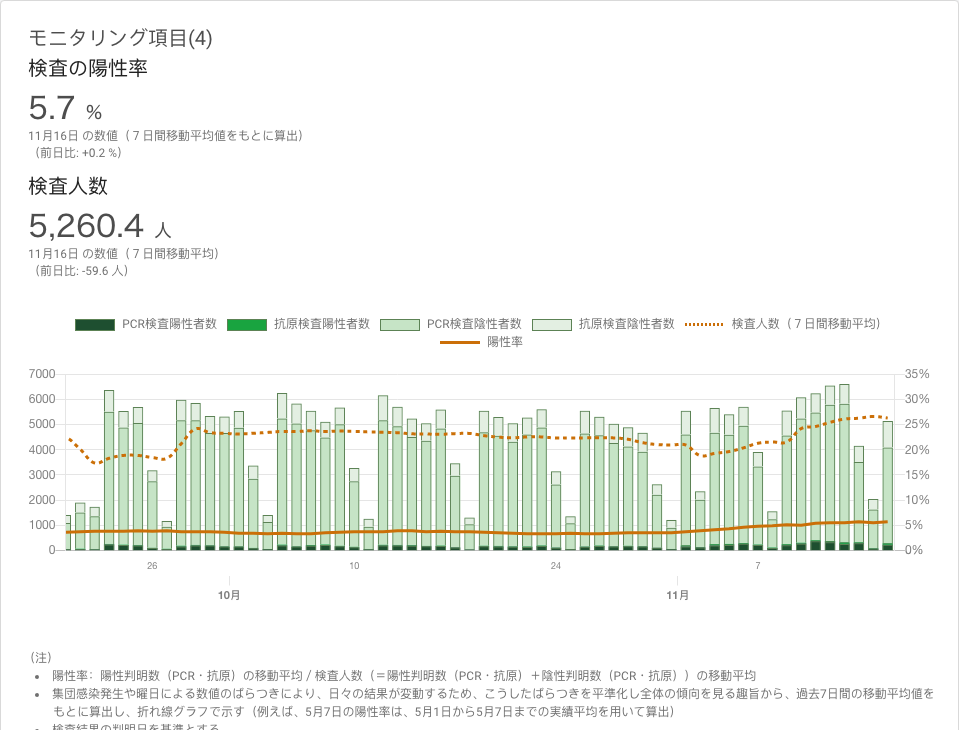 モニタリング項目(4)
検査の陽性率
5.7 %
11月16日 の数値（７日間移動平均値をもとに算出）
（前日比: +0.2 %）
検査人数
5,260.4 人
11月16日 の数値（７日間移動平均）
（前日比: -59.6 人）
PCR検査陽性者数 抗原検査陽性者数 PCR検査陰性者数 抗原検査陰性者数 検査人数（７日間移動平均）
陽性率
7000 35%
6000 30%
5000 25%
4000 20%
3000 15%
2000 10%
1000 5%
0 0%
26 10 24 7
10月 11月
（注）
• 陽性率：陽性判明数（PCR・抗原）の移動平均 / 検査人数（＝陽性判明数（PCR・抗原）＋陰性判明数（PCR・抗原））の移動平均
• 集団感染発生や曜日による数値のばらつきにより、日々の結果が変動するため、こうしたばらつきを平準化し全体の傾向を見る趣旨から、過去7日間の移動平均値を
もとに算出し、折れ線グラフで示す（例えば、5月7日の陽性率は、5月1日から5月7日までの実績平均を用いて算出）
• 検査結果の判明日を基準とする